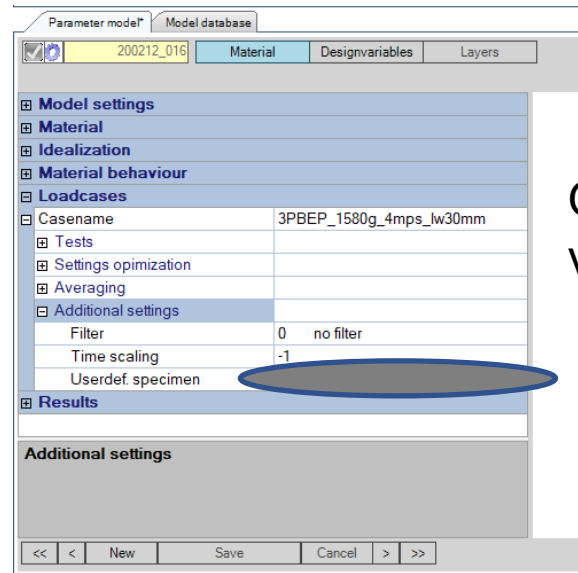 Parameter model* Model database
200212_016 Material Designvariables Layers
Model settings
Material
Idealization
Material behaviour
Loadcases
Casename 3PBEP_1580g_4mps_lw30mm
Tests
Settings opimization
Averaging
Additional settings
Filter 0 no filter
Time scaling -1
Userdef. specimen
Results
Additional settings
<< < New Save Cancel > >>